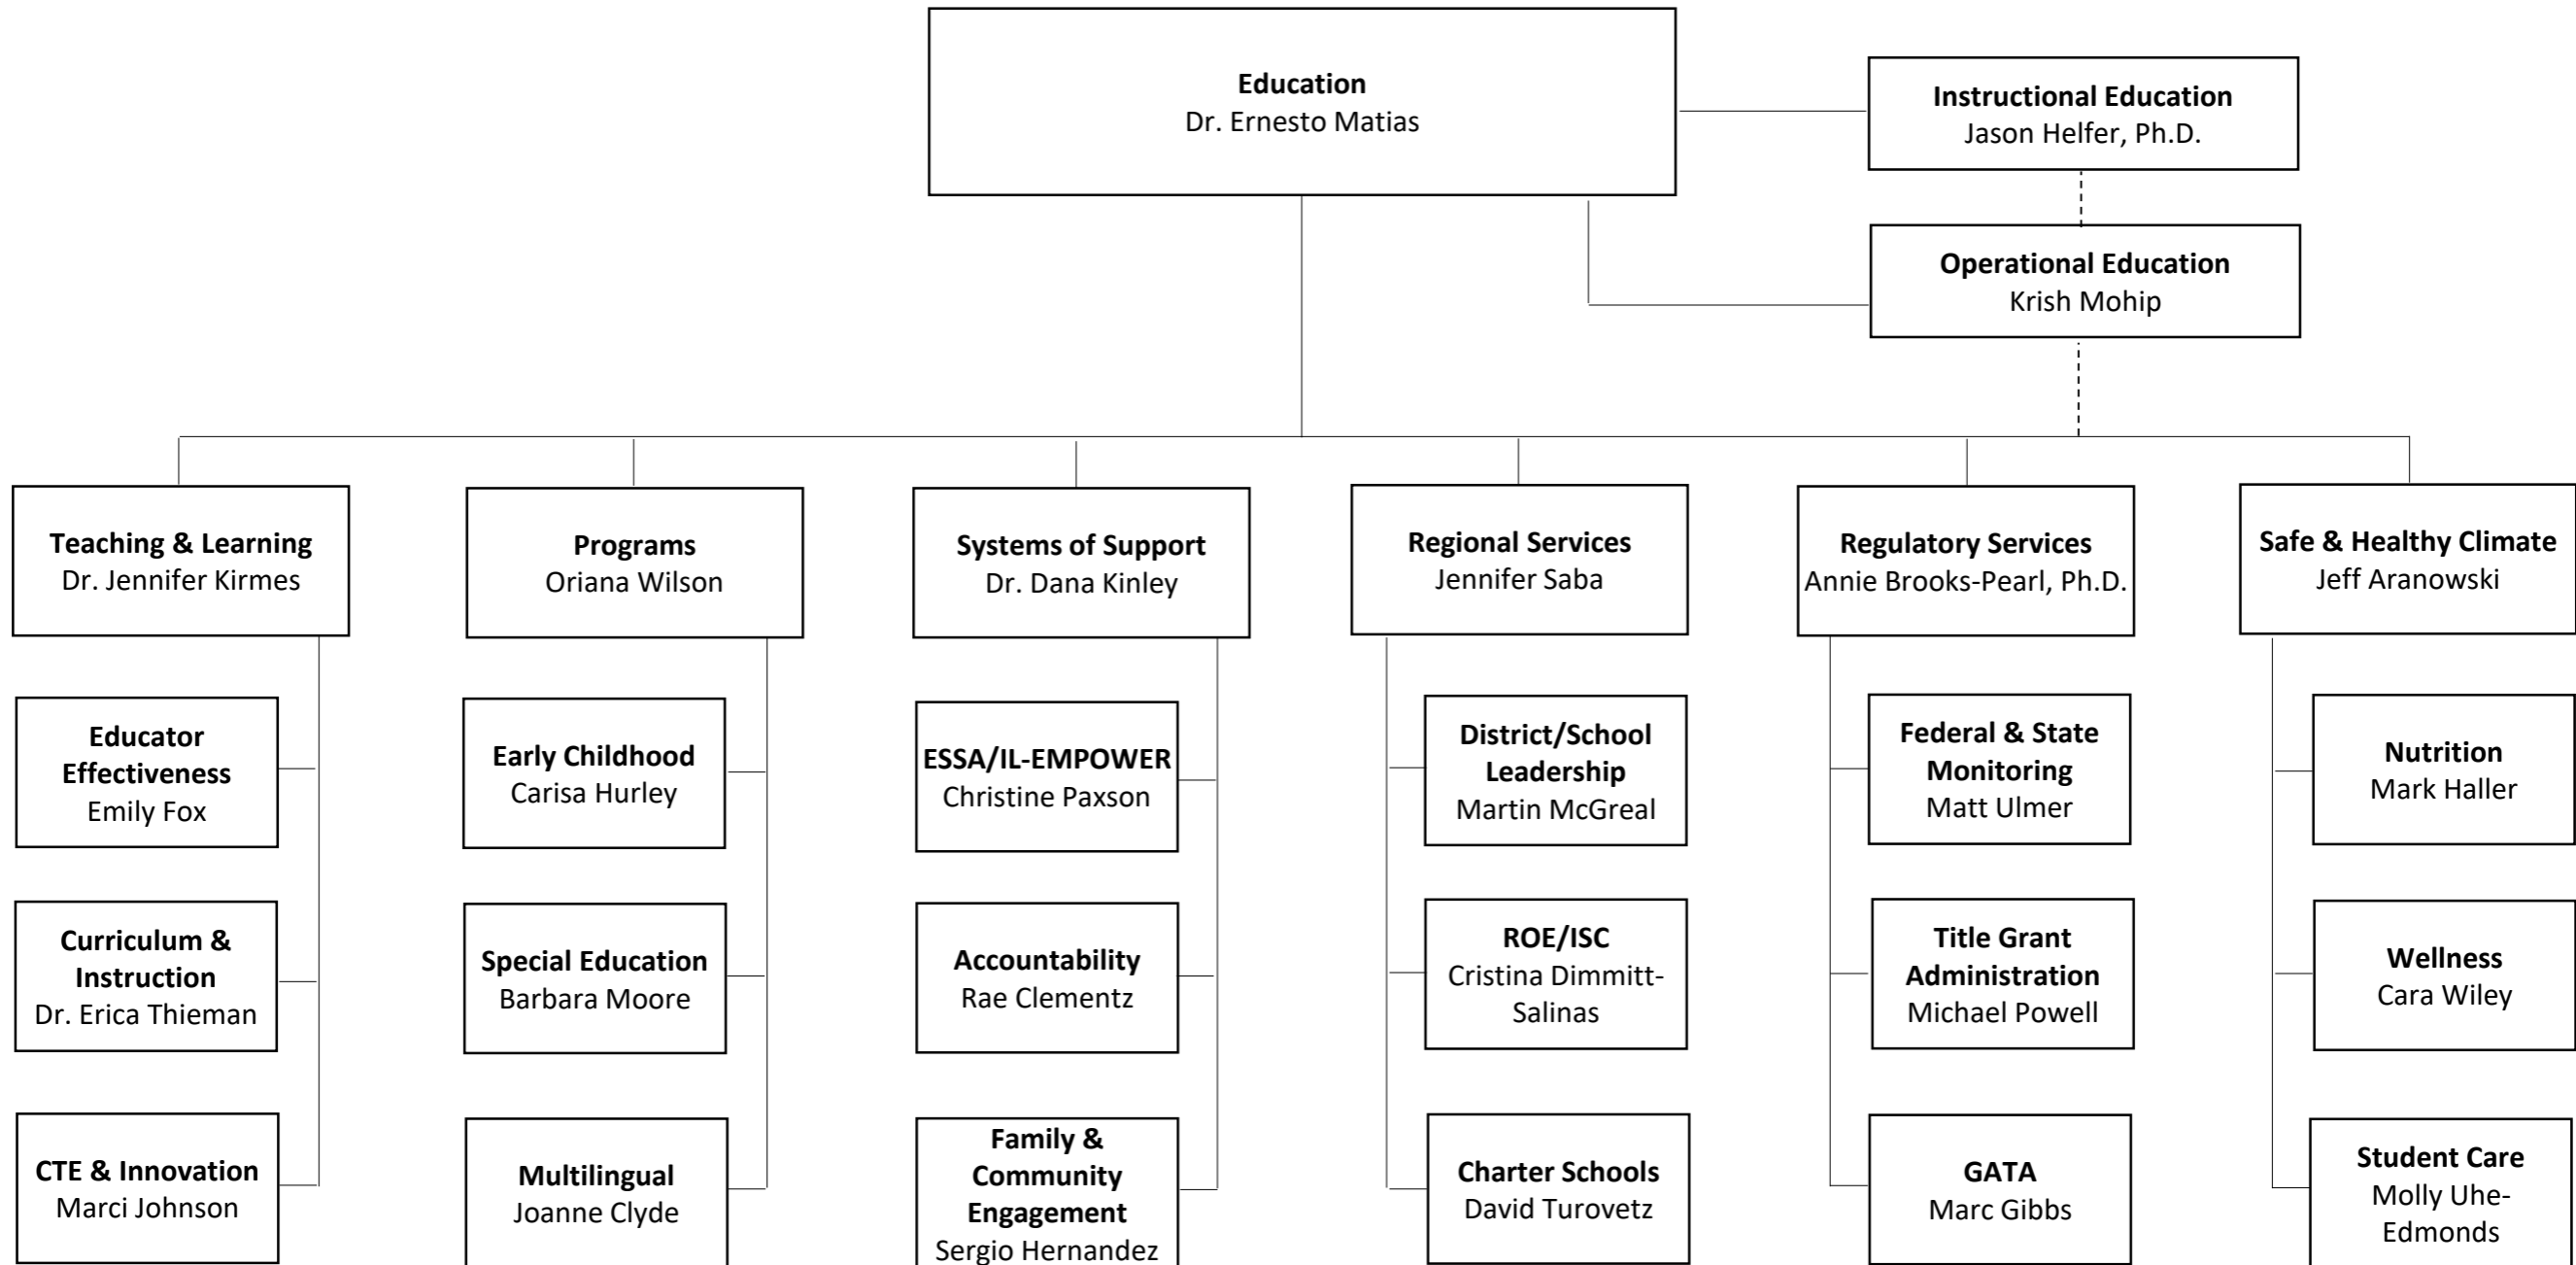 Education
Dr. Ernesto Matias
Instructional Education
Jason Helfer, Ph.D.
Operational Education
Krish Mohip
Teaching & Learning
Dr. Jennifer Kirmes
Programs
Oriana Wilson
Systems of Support
Dr. Dana Kinley
Regional Services
Jennifer Saba
Regulatory Services
Annie Brooks-Pearl, Ph.D.
Safe & Healthy Climate
Jeff Aranowski
Educator
Effectiveness
Emily Fox
Early Childhood
Carisa Hurley
ESSA/IL-EMPOWER
Christine Paxson
District/School
Leadership
Martin McGreal
Federal & State
Monitoring
Matt Ulmer
Nutrition
Mark Haller
Curriculum &
Instruction
Dr. Erica Thieman
Special Education
Barbara Moore
Accountability
Rae Clementz
ROE/ISC
Cristina Dimmitt-
Salinas
Title Grant
Administration
Michael Powell
Wellness
Cara Wiley
CTE & Innovation
Marci Johnson
Multilingual
Joanne Clyde
Family &
Community
Engagement
Sergio Hernandez
Charter Schools
David Turovetz
GATA
Marc Gibbs
Student Care
Molly Uhe-
Edmonds